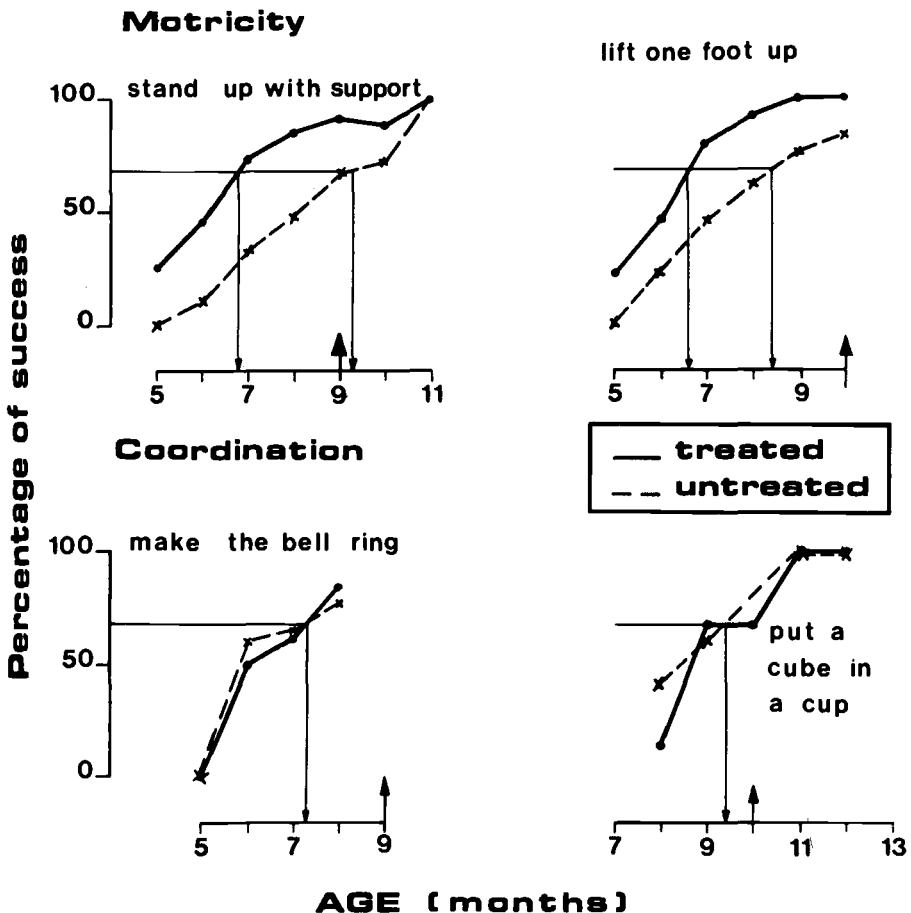 Motricity
stand up with support
lift one foot up
100
50
0
5 7 9 11
5 7 9
Percentage of success
Coordination
treated
untreated
make the bell ring
100
50
0
put a
cube in
a cup
5 7 9
7 9 11 13
AGE (months)